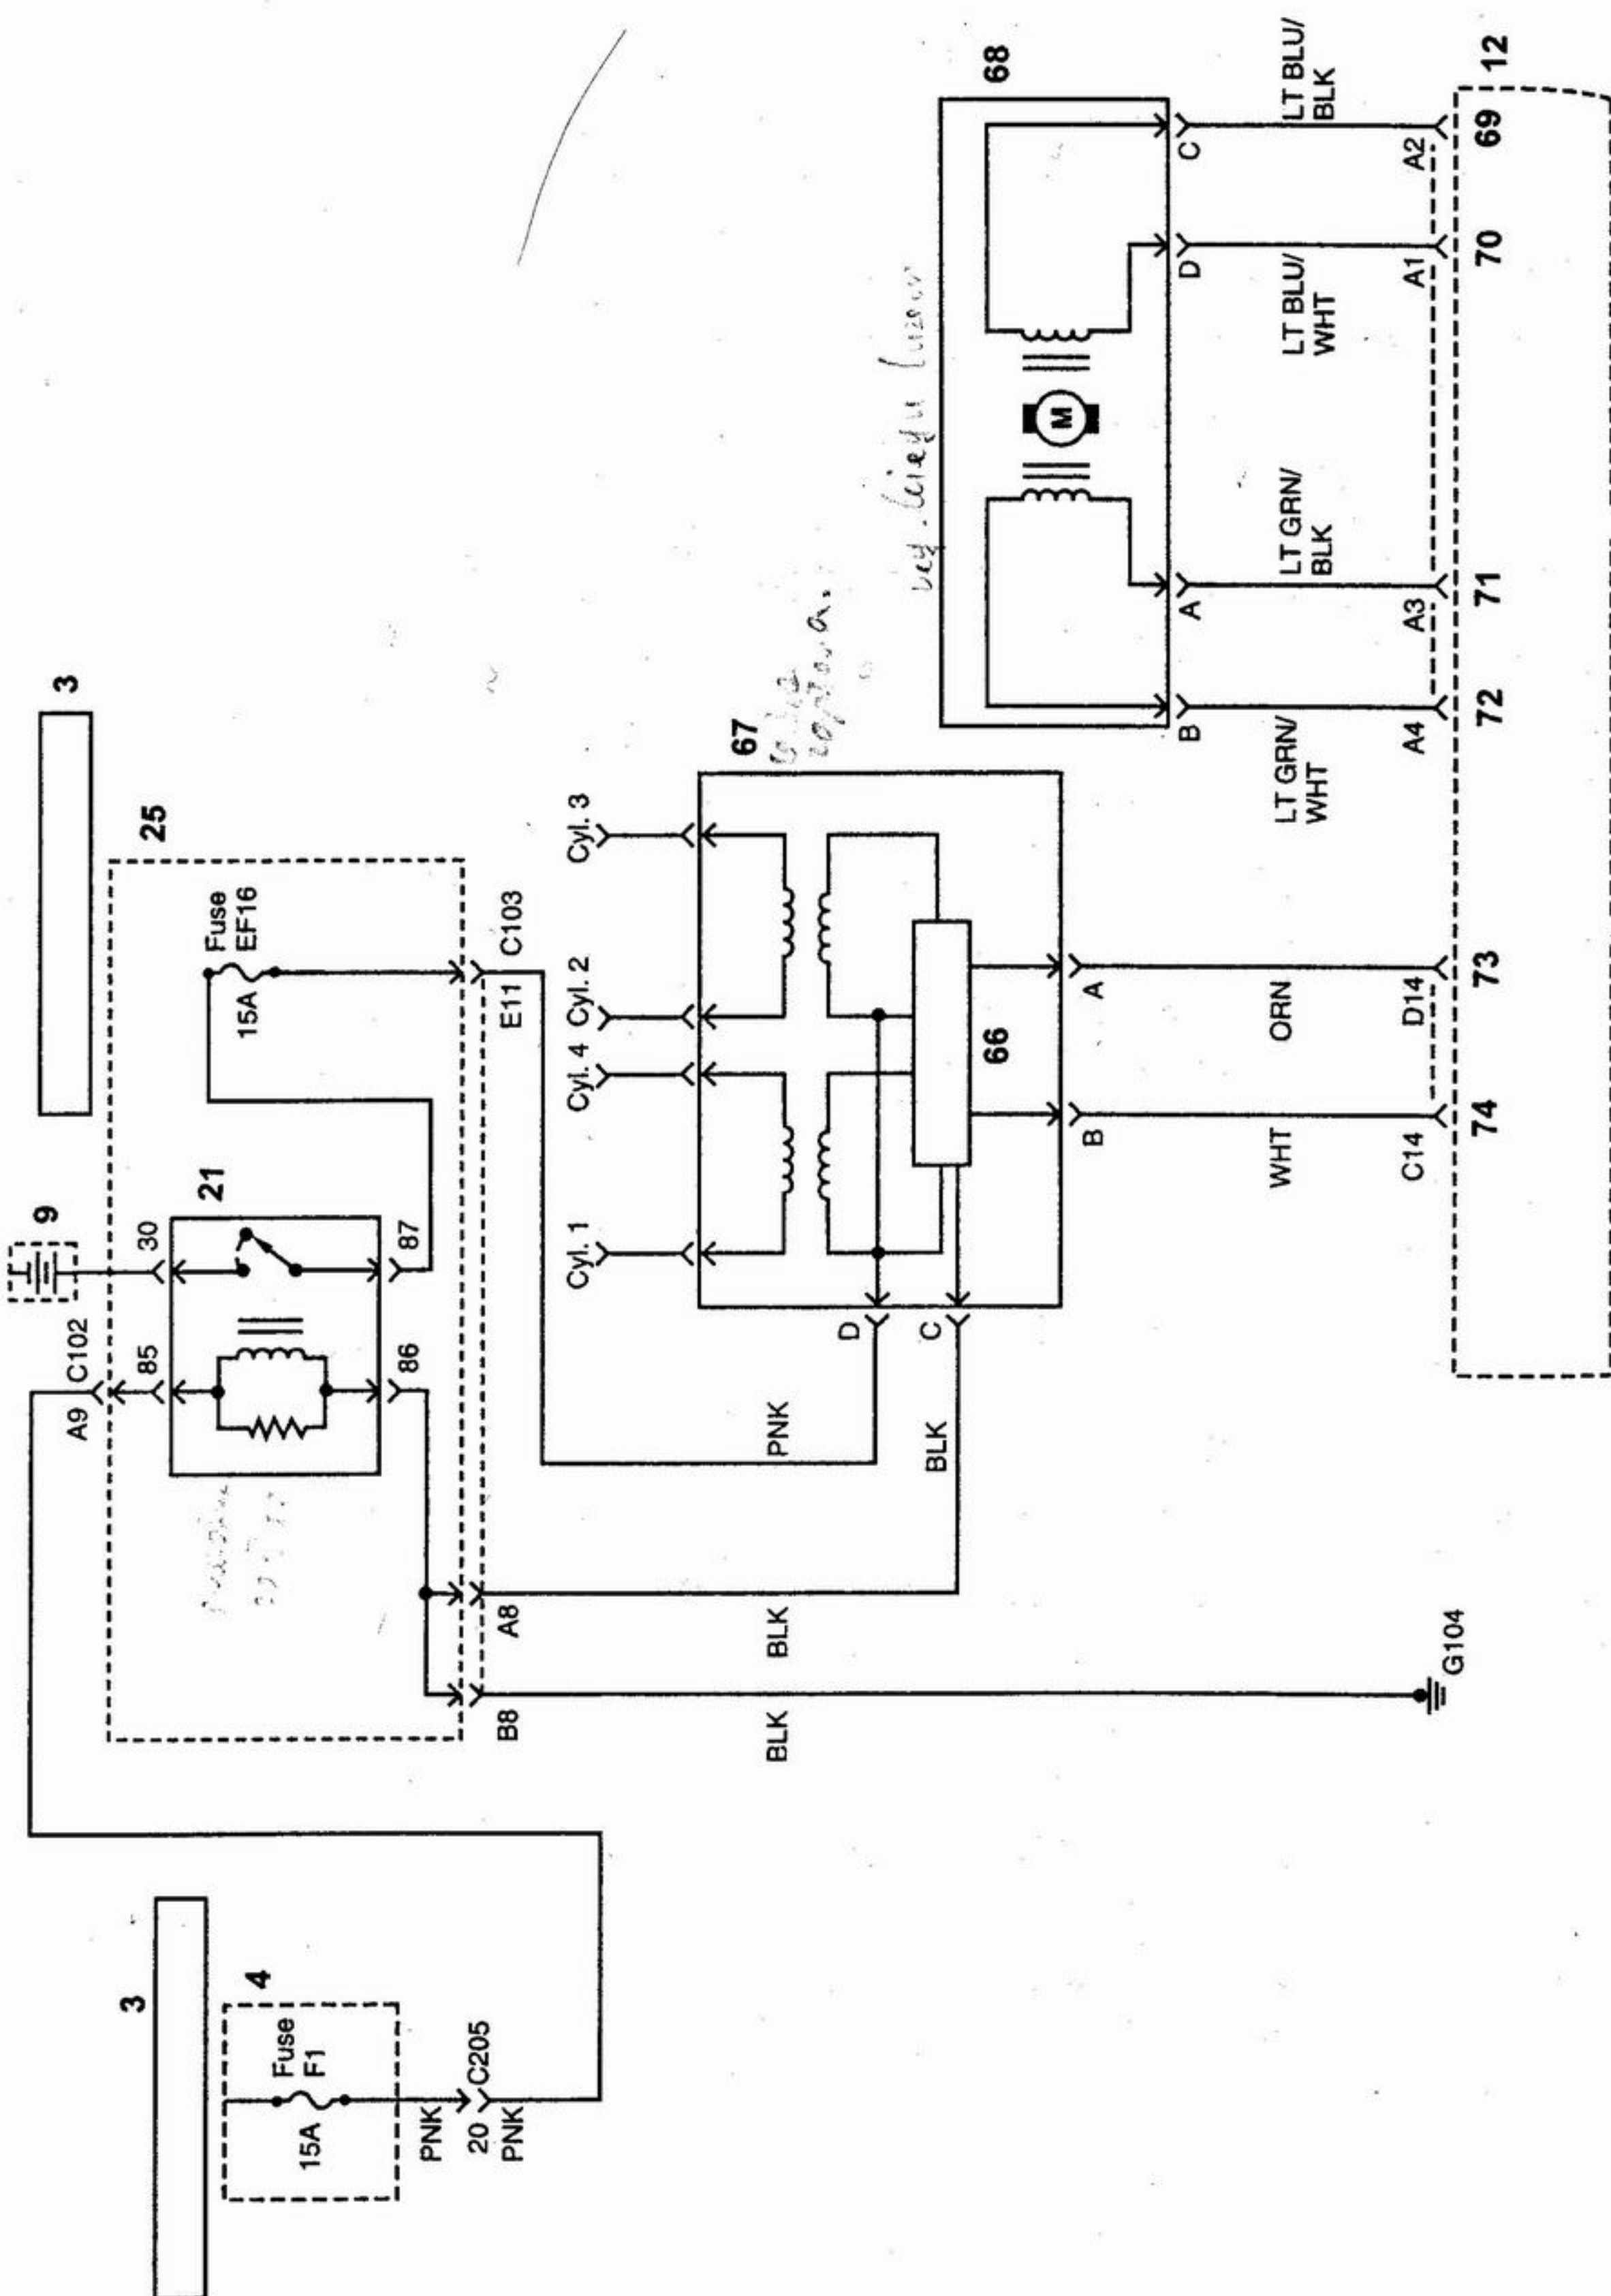 3
4
Fuse
F1
15A
PNK
20
C205
PNK
A9
C102
9
3
25
85
30
21
86
87
Fuse
EF16
15A
B8
A8
E11
C103
BLK
BLK
G104
PNK
BLK
D
C
Cyl. 1
Cyl. 4
Cyl. 2
Cyl. 3
67
66
B
A
WHT
ORN
C14
D14
74
73
68
M
B
A
D
C
LT GRN/
WHT
LT GRN/
BLK
LT BLU/
WHT
LT BLU/
BLK
A4
A3
A1
A2
72
71
70
69
12